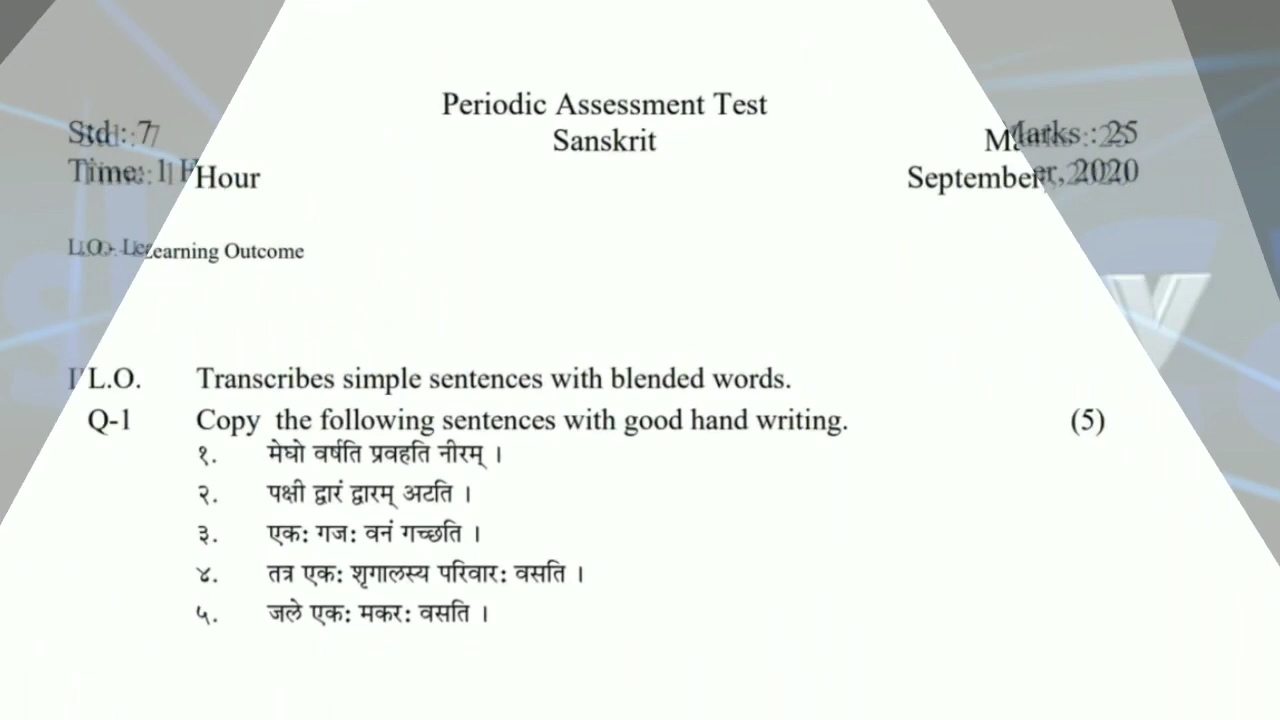 Periodic Assessment Test
Std : 7
Sanskrit
Marks : 25
Time: 1 Hour
September, 2020
L.O.- Learning Outcome
L.O. Transcribes simple sentences with blended words.
Q-1 Copy the following sentences with good hand writing. (5)
१. मेघो वर्षति प्रवहति नीरम् ।
२. पक्षी द्वारं द्वारम् अटति ।
३. एकः गजः वनं गच्छति ।
४. तत्र एकः शृगालस्य परिवारः वसति ।
५. जले एकः मकरः वसति ।